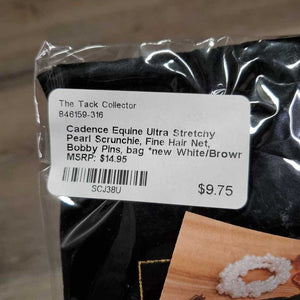 The Tack Collector
846159-316
Cadence Equine Ultra Stretchy
Pearl Scrunchie, Fine Hair Net,
Bobby Pins, bag *new White/Brown
MSRP: $14.95
SCJ38U
$9.75